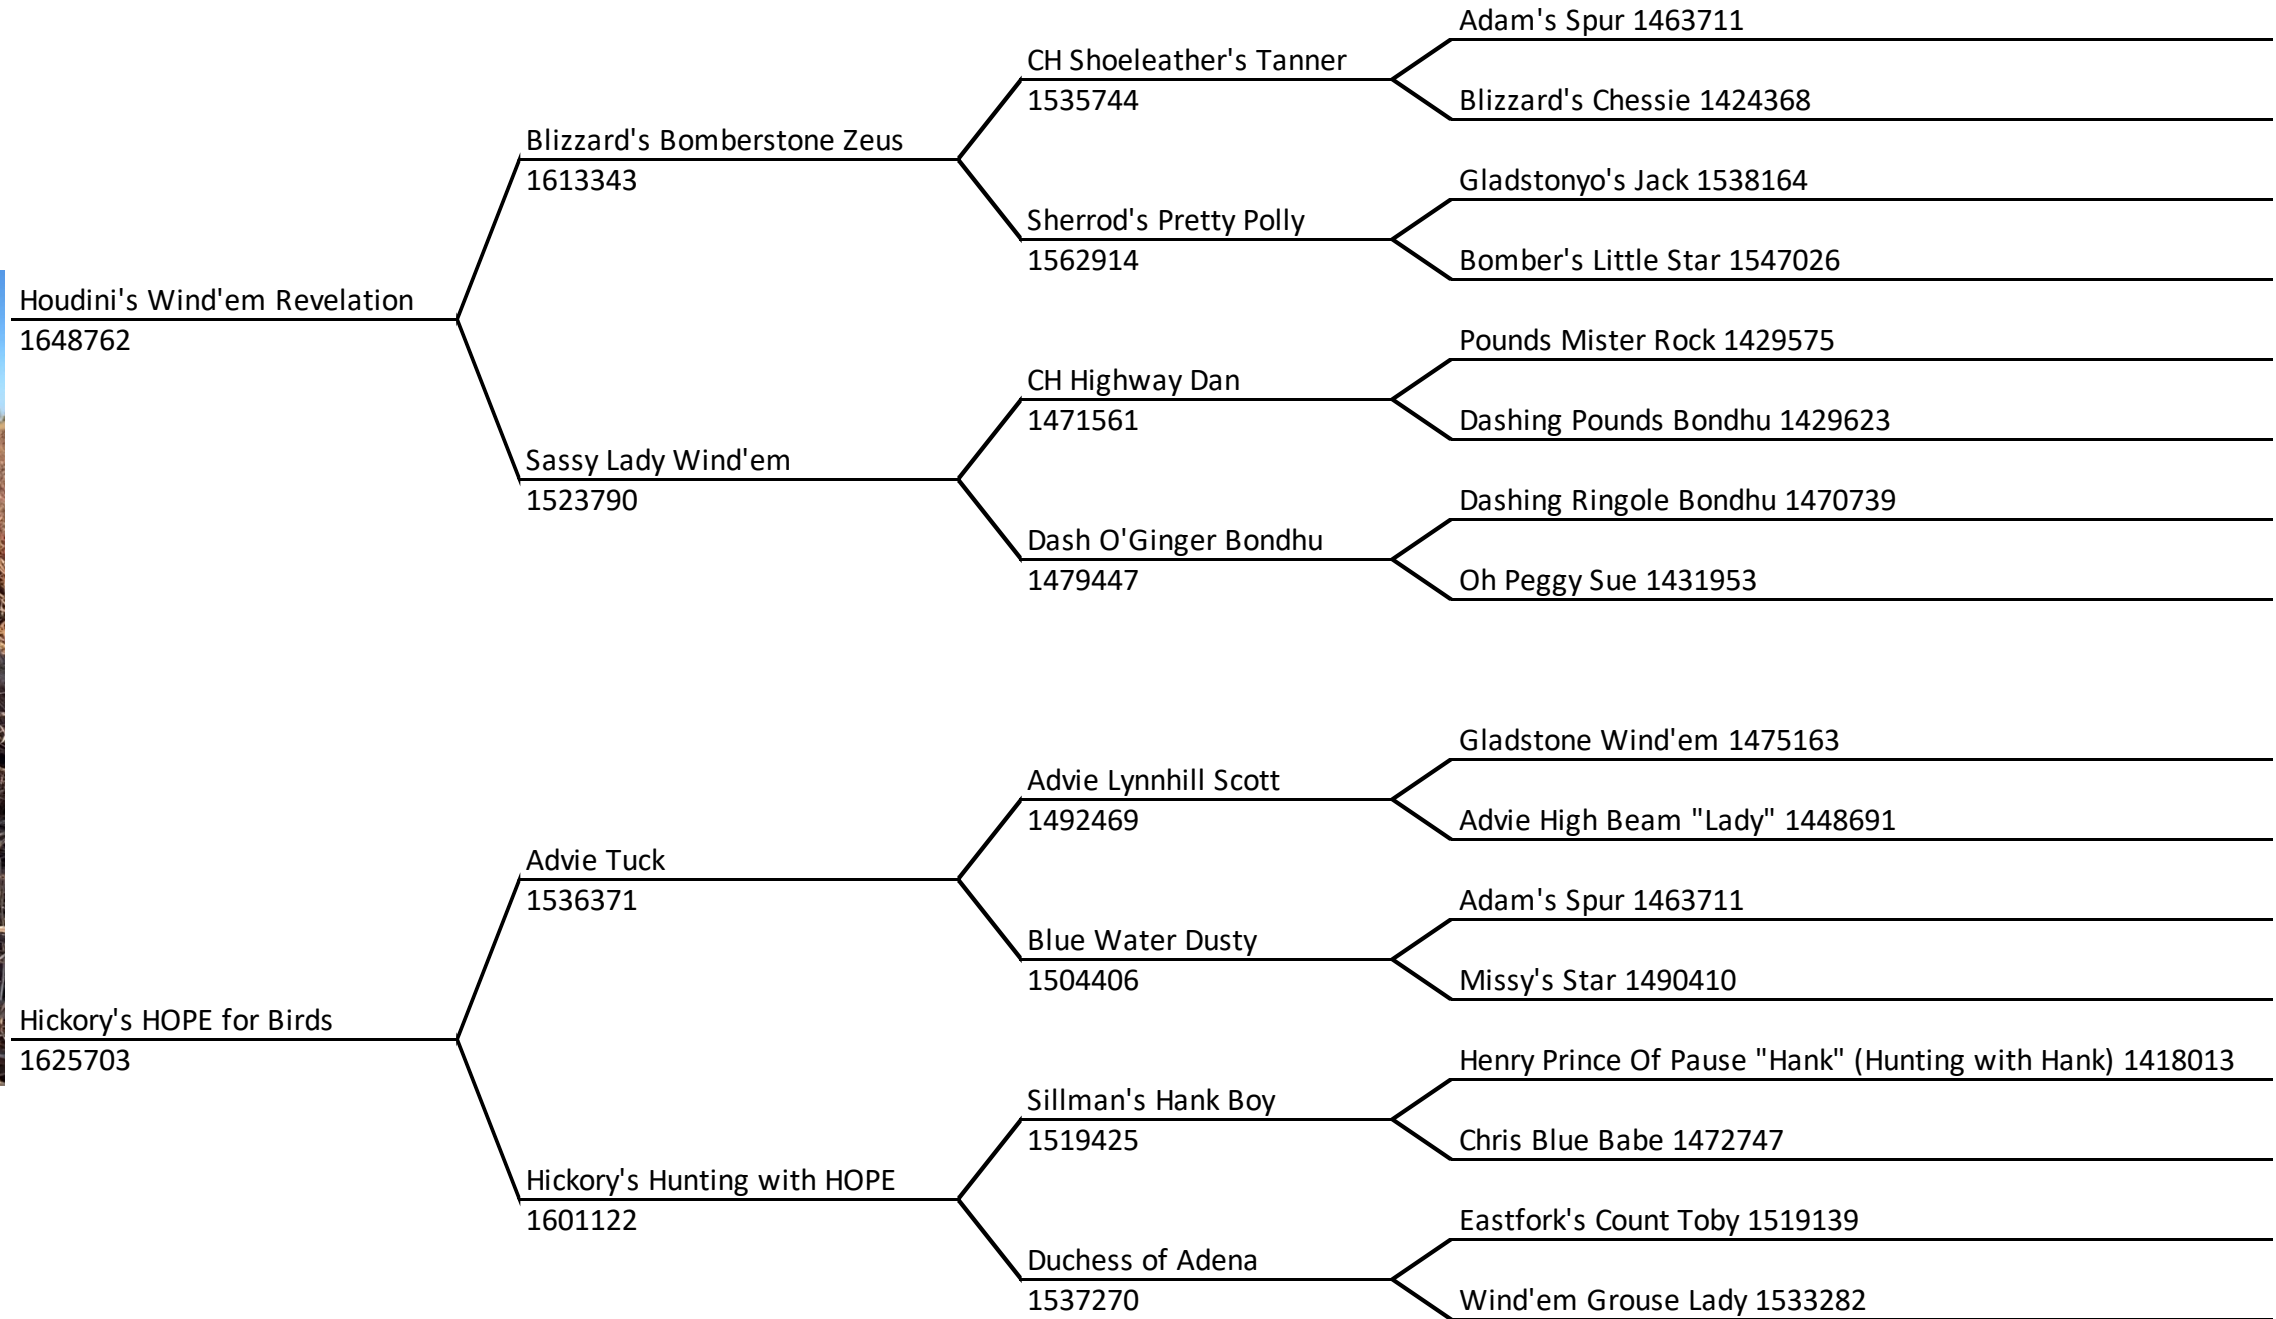 Adam's Spur 1463711
CH Shoeleather's Tanner
1535744
Blizzard's Chessie 1424368
Blizzard's Bomberstone Zeus
1613343
Gladstonyo's Jack 1538164
Sherrod's Pretty Polly
1562914
Bomber's Little Star 1547026
Houdini's Wind'em Revelation
1648762
Pounds Mister Rock 1429575
CH Highway Dan
1471561
Dashing Pounds Bondhu 1429623
Sassy Lady Wind'em
1523790
Dashing Ringole Bondhu 1470739
Dash O'Ginger Bondhu
1479447
Oh Peggy Sue 1431953
Gladstone Wind'em 1475163
Advie Lynnhill Scott
1492469
Advie High Beam "Lady" 1448691
Advie Tuck
1536371
Adam's Spur 1463711
Blue Water Dusty
1504406
Missy's Star 1490410
Hickory's HOPE for Birds
1625703
Henry Prince Of Pause "Hank" (Hunting with Hank) 1418013
Sillman's Hank Boy
1519425
Chris Blue Babe 1472747
Hickory's Hunting with HOPE
1601122
Eastfork's Count Toby 1519139
Duchess of Adena
1537270
Wind'em Grouse Lady 1533282